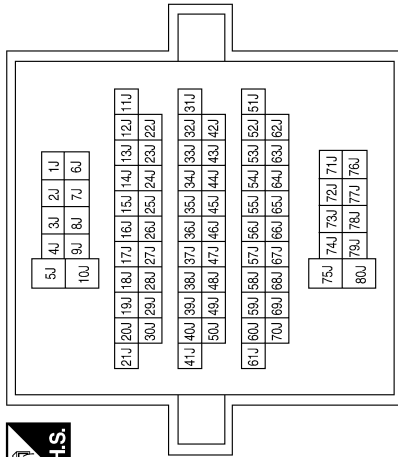 H.S.
5J 4J 3J 2J 1J
10J 9J 8J 7J 6J
21J 20J 19J 18J 17J 16J 15J 14J 13J 12J 11J
30J 29J 28J 27J 26J 25J 24J 23J 22J
41J 40J 39J 38J 37J 36J 35J 34J 33J 32J 31J
50J 49J 48J 47J 46J 45J 44J 43J 42J
61J 60J 59J 58J 57J 56J 55J 54J 53J 52J 51J
70J 69J 68J 67J 66J 65J 64J 63J 62J
75J 74J 73J 72J 71J
80J 79J 78J 77J 76J